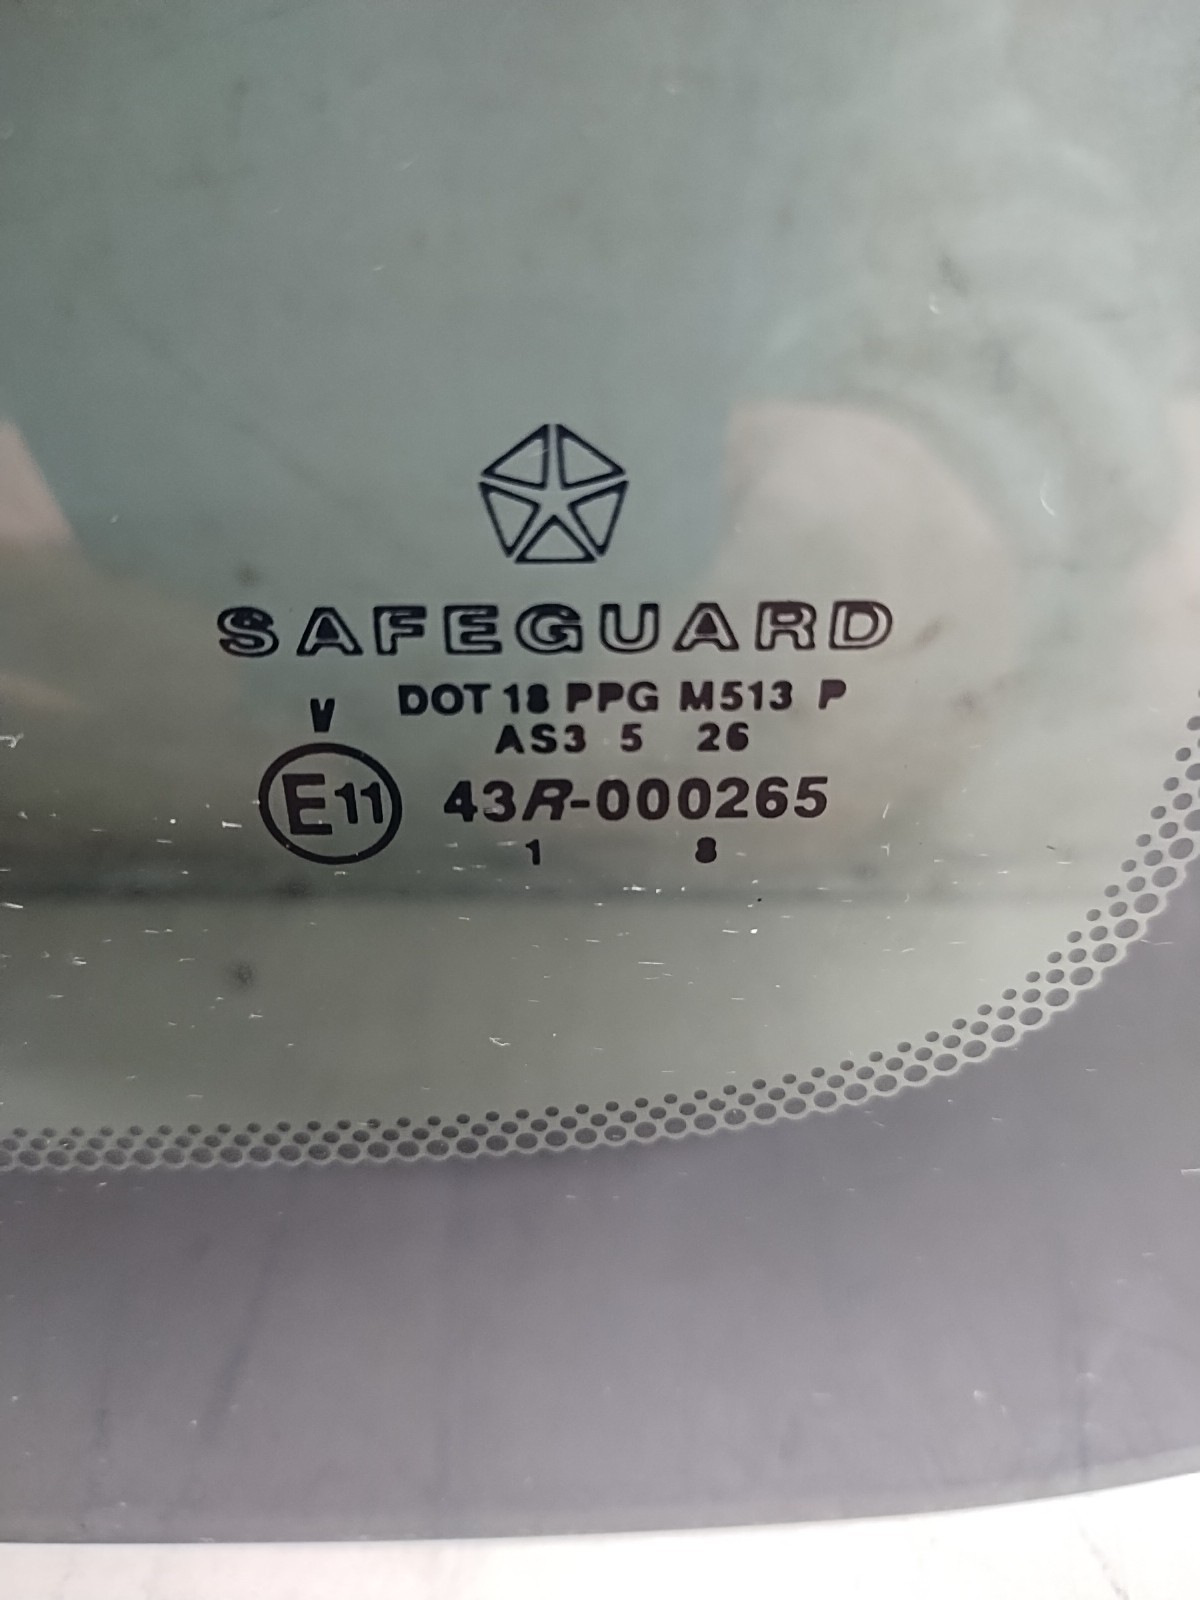 SAFEGUARD
DOT 18 PPG M513 P
V AS3 5 26
E11 43R-000265
1 8